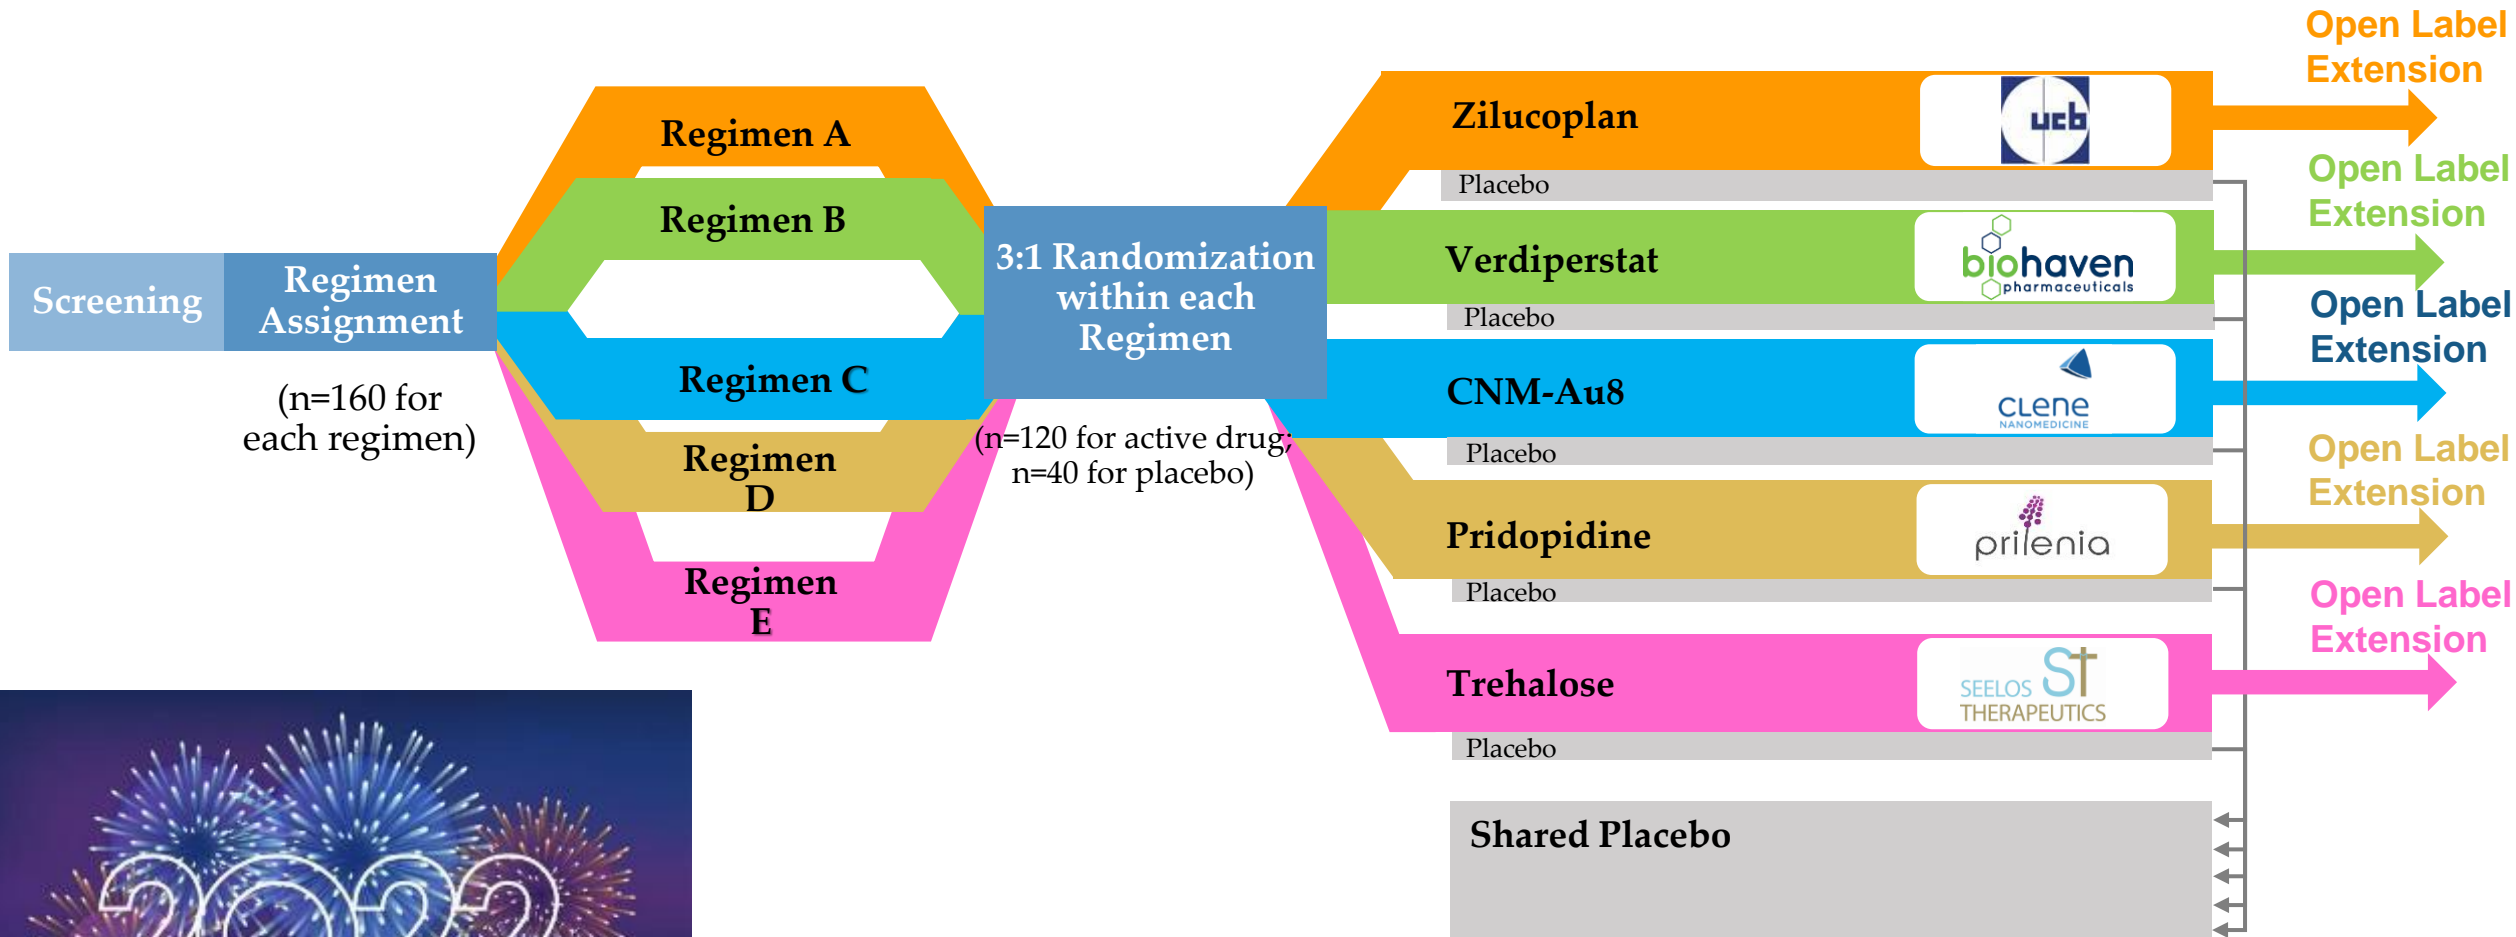 Screening
Regimen
Assignment
(n=160 for
each regimen)
Regimen A
Regimen B
Regimen C
Regimen
D
Regimen
E
3:1 Randomization
within each
Regimen
(n=120 for active drug;
n=40 for placebo)
Zilucoplan
ucb
Placebo
Open Label
Extension
Verdiperstat
biohaven
pharmaceuticals
Placebo
Open Label
Extension
CNM-Au8
CLENE
NANOMEDICINE
Placebo
Open Label
Extension
Pridopidine
prilenia
Placebo
Open Label
Extension
Trehalose
SEELOS ST
THERAPEUTICS
Placebo
Open Label
Extension
Shared Placebo
2022